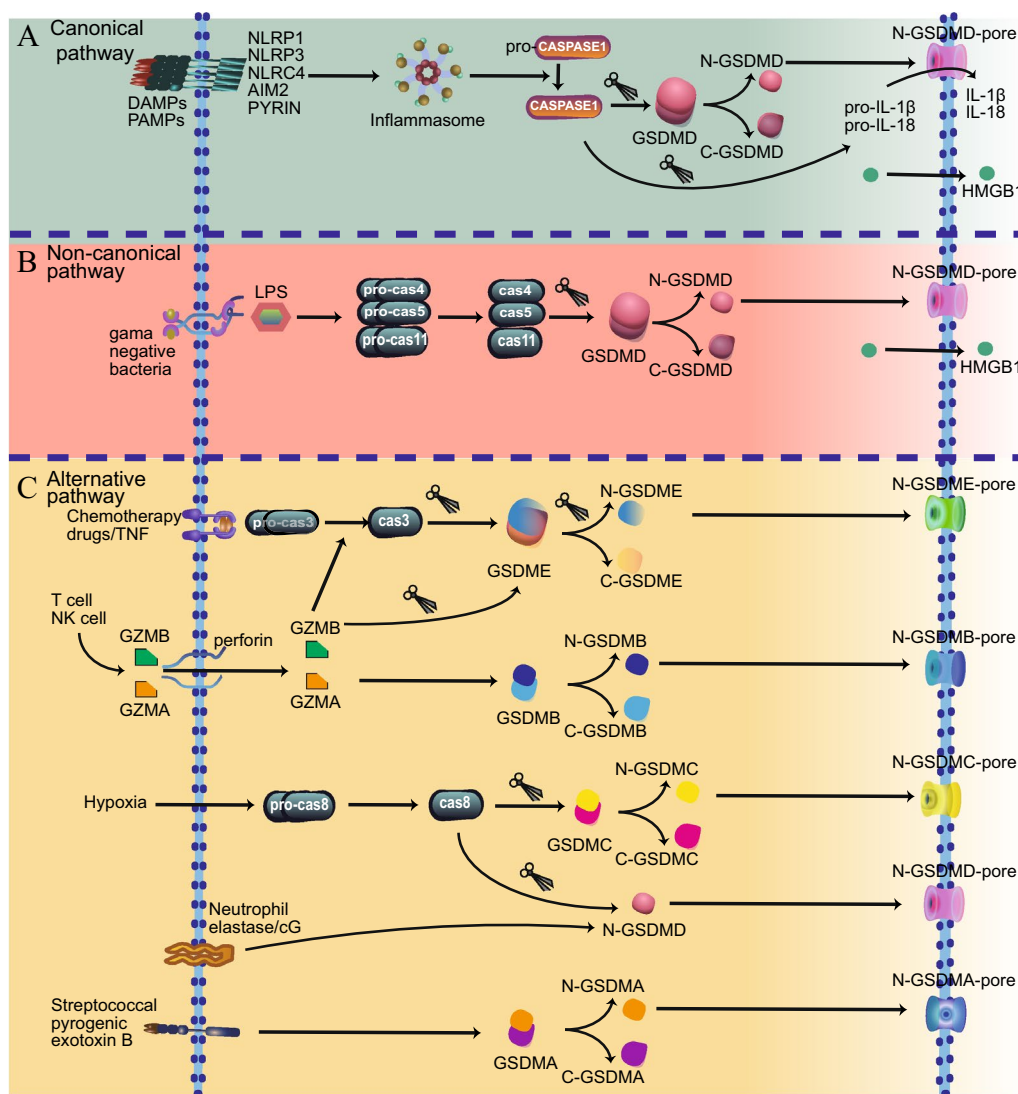 A Canonical
pathway
NLRP1
NLRP3
NLRC4
AIM2
PYRIN
DAMPs
PAMPs
Inflammasome
pro-CASPASE1
CASPASE1
GSDMD
N-GSDMD
C-GSDMD
N-GSDMD-pore
pro-IL-1β
pro-IL-18
IL-1β
IL-18
HMGB1
B Non-canonical
pathway
LPS
gama
negative
bacteria
pro-cas4
pro-cas5
pro-cas11
cas4
cas5
cas11
GSDMD
N-GSDMD
C-GSDMD
N-GSDMD-pore
HMGB1
C Alternative
pathway
Chemotherapy
drugs/TNF
pro-cas3
cas3
GSDME
N-GSDME
C-GSDME
N-GSDME-pore
T cell
NK cell
GZMB
GZMA
perforin
GZMB
GZMA
GSDMB
N-GSDMB
C-GSDMB
N-GSDMB-pore
Hypoxia
pro-cas8
cas8
GSDMC
N-GSDMC
C-GSDMC
N-GSDMC-pore
N-GSDMD
N-GSDMD-pore
Neutrophil
elastase/cG
Streptococcal
pyrogenic
exotoxin B
GSDMA
N-GSDMA
C-GSDMA
N-GSDMA-pore